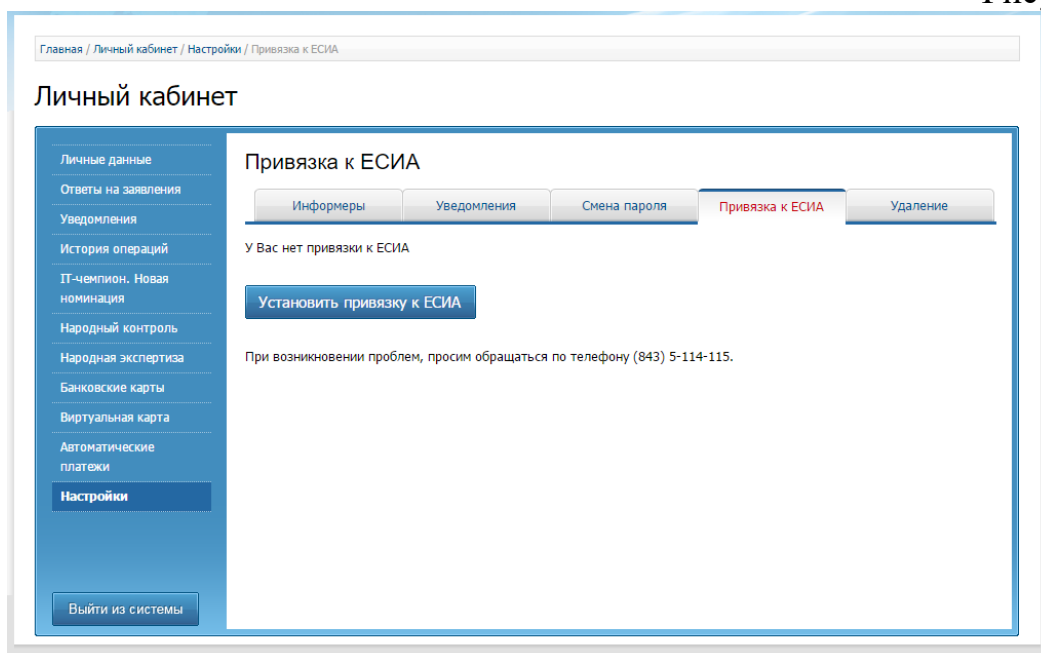 Главная / Личный кабинет / Настройки / Привязка к ЕСИА
Личный кабинет
Личные данные
Ответы на заявления
Уведомления
История операций
IT-чемпион. Новая
номинация
Народный контроль
Народная экспертиза
Банковские карты
Виртуальная карта
Автоматические
платежи
Настройки
Выйти из системы
Привязка к ЕСИА
Информеры
Уведомления
Смена пароля
Привязка к ЕСИА
Удаление
У Вас нет привязки к ЕСИА
Установить привязку к ЕСИА
При возникновении проблем, просим обращаться по телефону (843) 5-114-115.